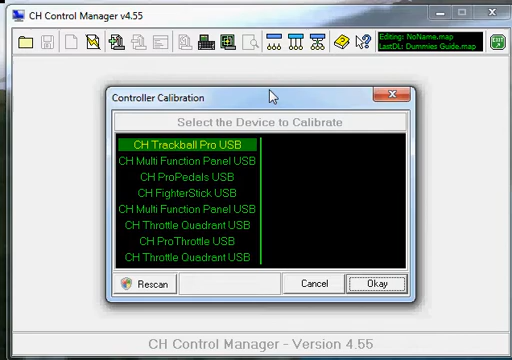 CH Control Manager v4.55
Editing: NoName.map
LastDL: Dummies Guide.map
EXIT
Controller Calibration
Select the Device to Calibrate
CH Trackball Pro USB
CH Multi Function Panel USB
CH ProPedals USB
CH FighterStick USB
CH Multi Function Panel USB
CH Throttle Quadrant USB
CH ProThrottle USB
CH Throttle Quadrant USB
Rescan
Cancel
Okay
CH Control Manager - Version 4.55